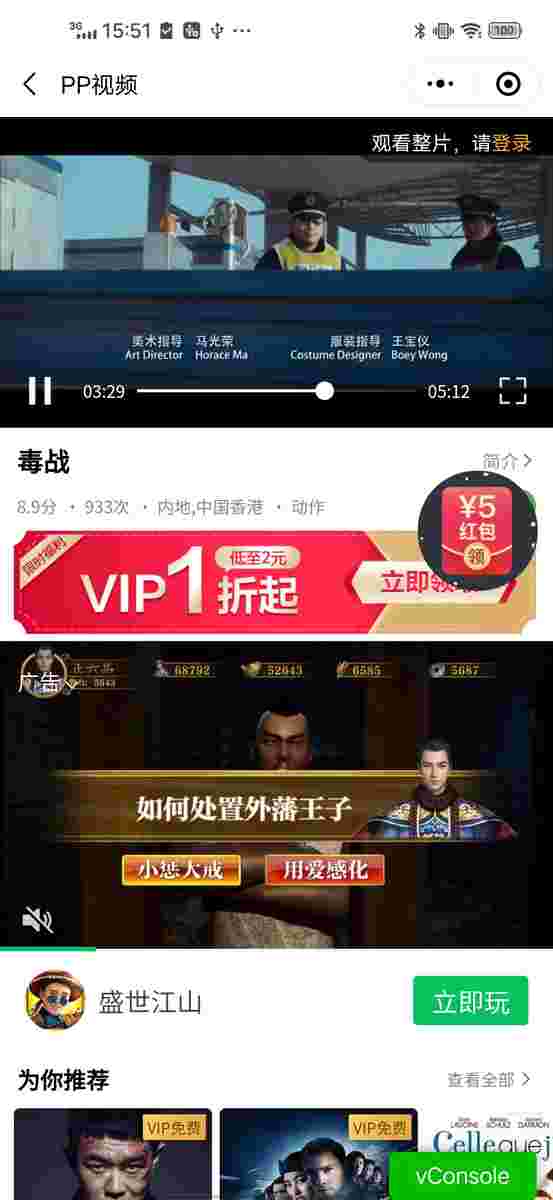 3G 15:51 100
PP视频
观看整片，请登录
美术指导 马光荣 服装指导 王宝仪
Art Director Horace Ma Costume Designer Boey Wong
03:29 05:12
毒战
简介
8.9分 · 933次 · 内地,中国香港 · 动作
¥5
红包
领
限时福利
低至2元
VIP1折起
立即领
正六品 68792 52643 6585 5687
广告
如何处置外藩王子
小惩大戒 用爱感化
盛世江山 立即玩
为你推荐 查看全部
VIP免费 VIP免费
vConsole